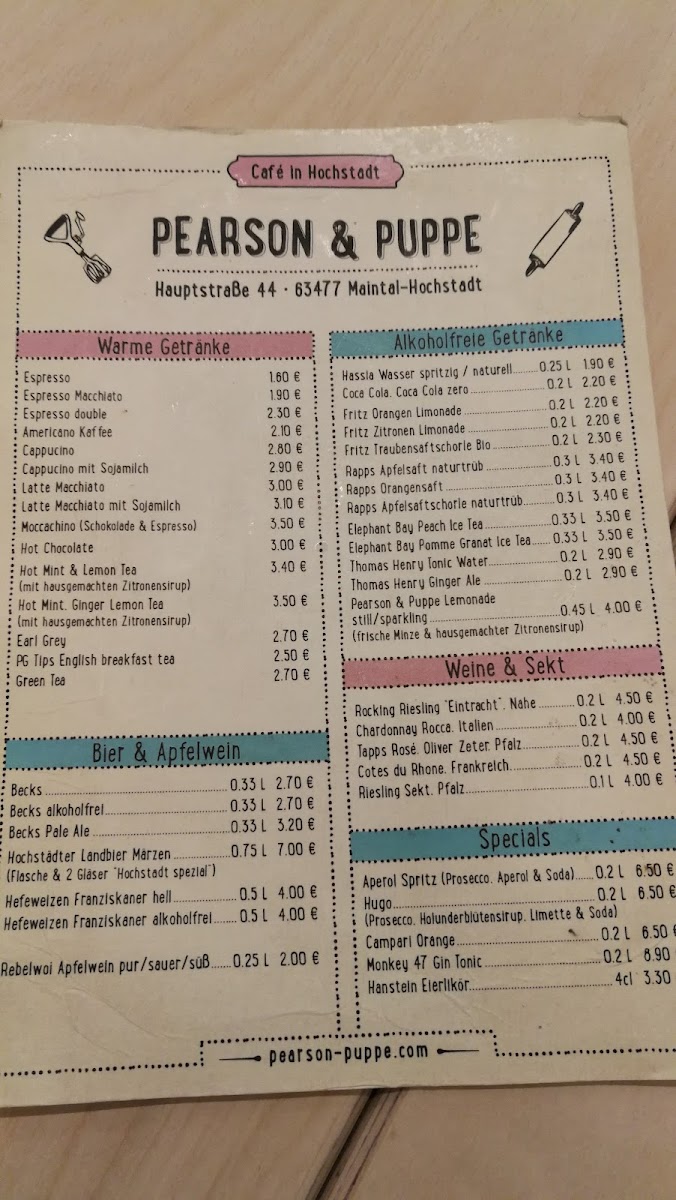 Café in Hochstadt
PEARSON & PUPPE
Hauptstraße 44 · 63477 Maintal-Hochstadt
Warme Getränke
Espresso 1.60 €
Espresso Macchiato 1.90 €
Espresso double 2.30 €
Americano Kaffee 2.10 €
Cappucino 2.80 €
Cappucino mit Sojamilch 2.90 €
Latte Macchiato 3.00 €
Latte Macchiato mit Sojamilch 3.10 €
Moccachino (Schokolade & Espresso) 3.50 €
Hot Chocolate 3.00 €
Hot Mint & Lemon Tea 3.40 €
(mit hausgemachten Zitronensirup)
Hot Mint. Ginger Lemon Tea 3.50 €
(mit hausgemachten Zitronensirup)
Earl Grey 2.70 €
PG Tips English breakfast tea 2.50 €
Green Tea 2.70 €
Bier & Apfelwein
Becks 0.33 L 2.70 €
Becks alkoholfrei 0.33 L 2.70 €
Becks Pale Ale 0.33 L 3.20 €
Hochstädter Landbier Märzen 0.75 L 7.00 €
(Flasche & 2 Gläser "Hochstadt spezial")
Hefeweizen Franziskaner hell 0.5 L 4.00 €
Hefeweizen Franziskaner alkoholfrei 0.5 L 4.00 €
Rebelwoi Apfelwein pur/sauer/süß 0.25 L 2.00 €
Alkoholfreie Getränke
Hassia Wasser spritzig / naturell 0.25 L 1.90 €
Coca Cola. Coca Cola zero 0.2 L 2.20 €
Fritz Orangen Limonade 0.2 L 2.20 €
Fritz Zitronen Limonade 0.2 L 2.20 €
Fritz Traubensaftschorle Bio 0.2 L 2.30 €
Rapps Apfelsaft naturtrüb 0.3 L 3.40 €
Rapps Orangensaft 0.3 L 3.40 €
Rapps Apfelsaftschorle naturtrüb 0.3 L 3.40 €
Elephant Bay Peach Ice Tea 0.33 L 3.50 €
Elephant Bay Pomme Granat Ice Tea 0.33 L 3.50 €
Thomas Henry Tonic Water 0.2 L 2.90 €
Thomas Henry Ginger Ale 0.2 L 2.90 €
Pearson & Puppe Lemonade
still/sparkling 0.45 L 4.00 €
(frische Minze & hausgemachter Zitronensirup)
Weine & Sekt
Rocking Riesling "Eintracht". Nahe 0.2 L 4.50 €
Chardonnay Rocca. Italien 0.2 L 4.00 €
Tapps Rosé. Oliver Zeter. Pfalz 0.2 L 4.50 €
Cotes du Rhone. Frankreich. 0.2 L 4.50 €
Riesling Sekt. Pfalz 0.1 L 4.00 €
Specials
Aperol Spritz (Prosecco. Aperol & Soda) 0.2 L 6.50 €
Hugo 0.2 L 6.50 €
(Prosecco. Holunderblütensirup. Limette & Soda)
Campari Orange 0.2 L 6.50 €
Monkey 47 Gin Tonic 0.2 L 8.90
Hanstein Eierlikör 4cl 3.30
pearson-puppe.com